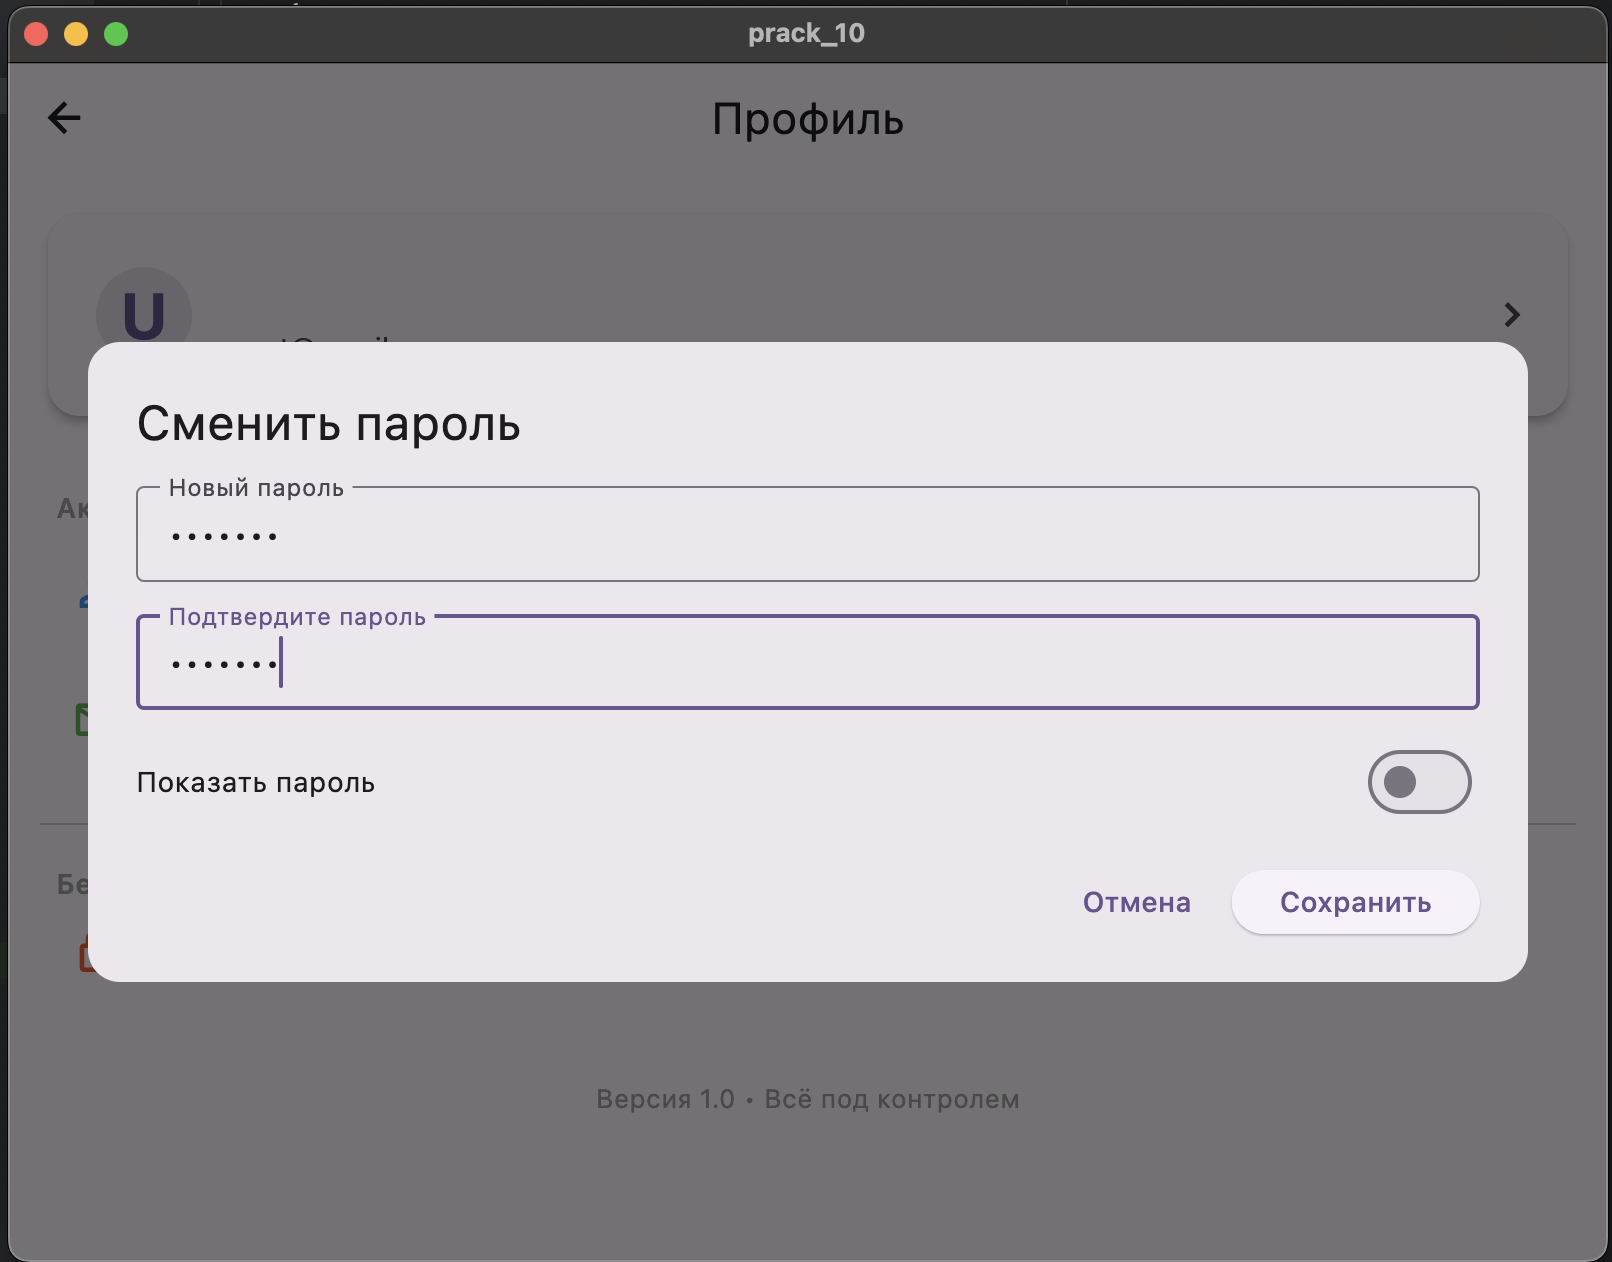 prack_10
Профиль
U
Сменить пароль
Новый пароль
•••••••
Подтвердите пароль
•••••••
Показать пароль
Отмена
Сохранить
Версия 1.0 • Всё под контролем